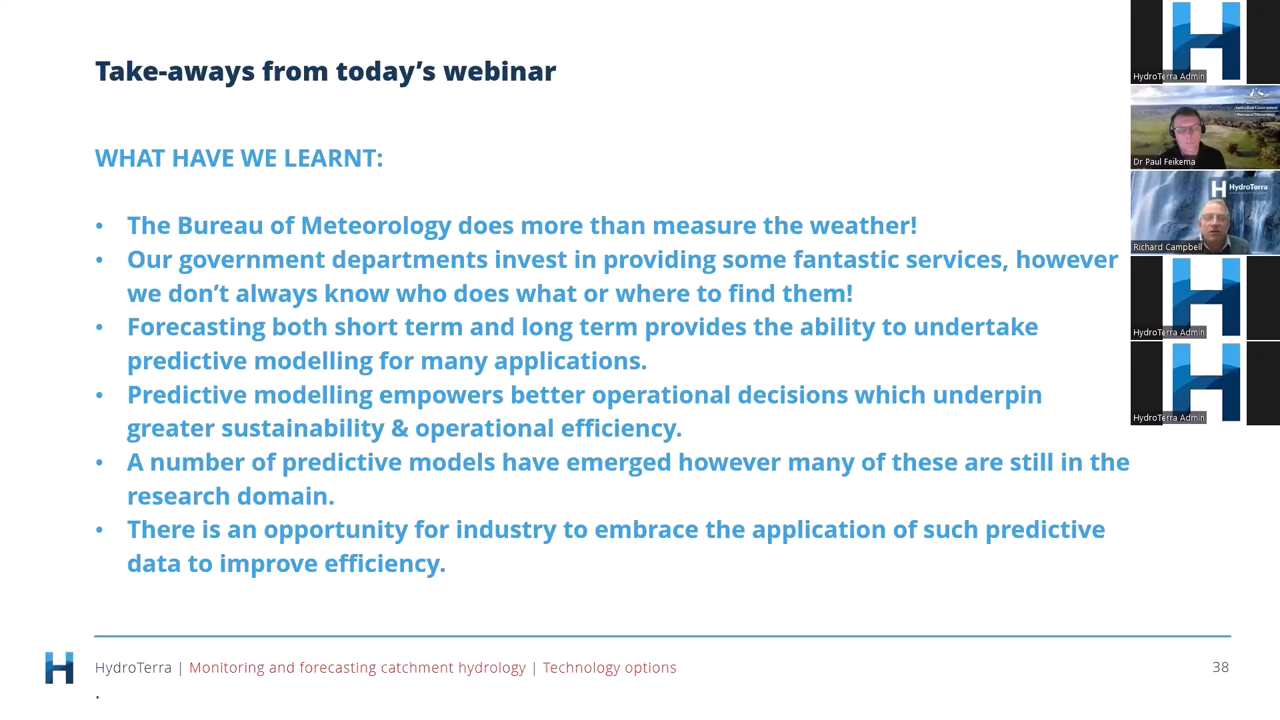 Take-aways from today’s webinar
WHAT HAVE WE LEARNT:
• The Bureau of Meteorology does more than measure the weather!
• Our government departments invest in providing some fantastic services, however
we don’t always know who does what or where to find them!
• Forecasting both short term and long term provides the ability to undertake
predictive modelling for many applications.
• Predictive modelling empowers better operational decisions which underpin
greater sustainability & operational efficiency.
• A number of predictive models have emerged however many of these are still in the
research domain.
• There is an opportunity for industry to embrace the application of such predictive
data to improve efficiency.
HydroTerra | Monitoring and forecasting catchment hydrology | Technology options
38
.
HydroTerra Admin
Australian Government
Bureau of Meteorology
Dr Paul Feikema
HydroTerra
Richard Campbell
HydroTerra Admin
HydroTerra Admin